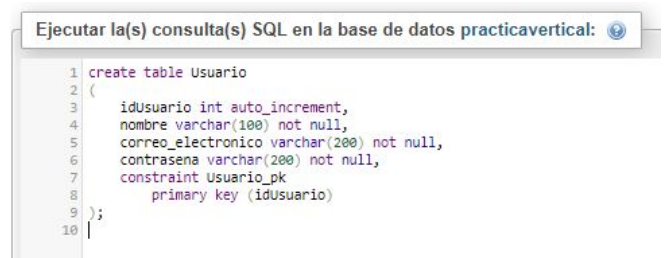 Ejecutar la(s) consulta(s) SQL en la base de datos practicavertical:
1 create table Usuario
2 (
3 idUsuario int auto_increment,
4 nombre varchar(100) not null,
5 correo_electronico varchar(200) not null,
6 contrasena varchar(200) not null,
7 constraint Usuario_pk
8 primary key (idUsuario)
9 );
10